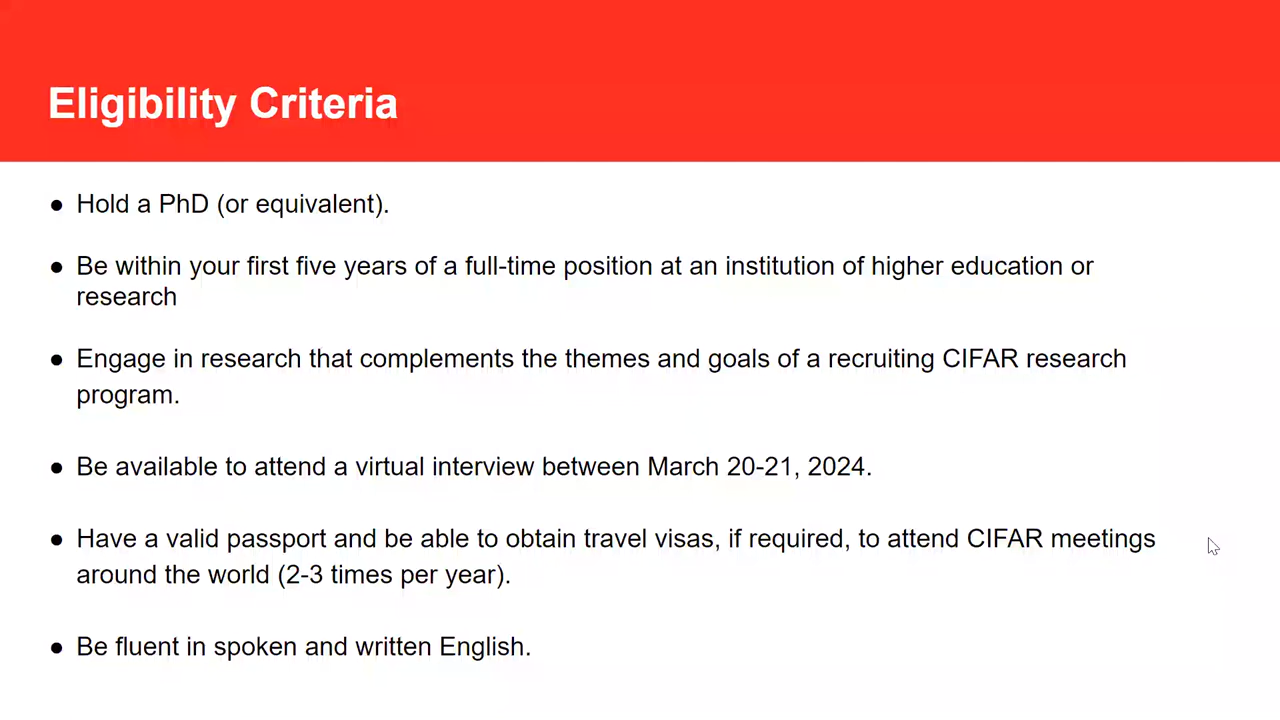 Eligibility Criteria
● Hold a PhD (or equivalent).
● Be within your first five years of a full-time position at an institution of higher education or
research
● Engage in research that complements the themes and goals of a recruiting CIFAR research
program.
● Be available to attend a virtual interview between March 20-21, 2024.
● Have a valid passport and be able to obtain travel visas, if required, to attend CIFAR meetings
around the world (2-3 times per year).
● Be fluent in spoken and written English.